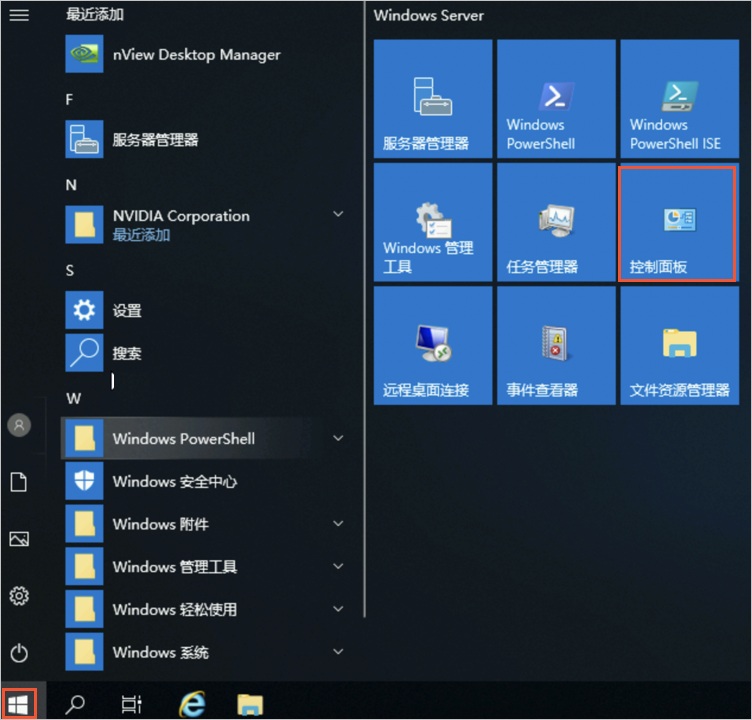 最近添加
nView Desktop Manager
F
服务器管理器
N
NVIDIA Corporation
最近添加
S
设置
搜索
W
Windows PowerShell
Windows 安全中心
Windows 附件
Windows 管理工具
Windows 轻松使用
Windows 系统
Windows Server
服务器管理器
Windows
PowerShell
Windows
PowerShell ISE
Windows 管理
工具
任务管理器
控制面板
远程桌面连接
事件查看器
文件资源管理器